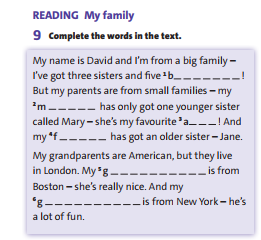 READING My family
9 Complete the words in the text.
My name is David and I'm from a big family –
I've got three sisters and five ¹b_ _ _ _ _ _ _!
But my parents are from small families – my
²m _ _ _ _ _ has only got one younger sister
called Mary – she's my favourite ³a_ _ _! And
my ⁴f _ _ _ _ _ has got an older sister – Jane.
My grandparents are American, but they live
in London. My ⁵g _ _ _ _ _ _ _ _ _ _ is from
Boston – she's really nice. And my
⁶g _ _ _ _ _ _ _ _ _ _ is from New York – he's
a lot of fun.